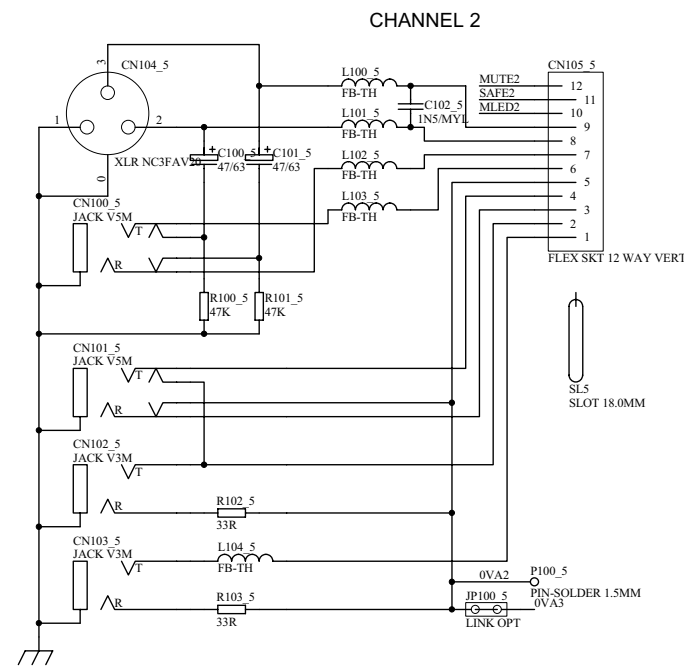 CHANNEL 2
3
CN104_5
1
2
XLR NC3FAV20
0
L100_5
FB-TH
L101_5
FB-TH
C102_5
1N5/MYL
C100_5
47/63
C101_5
47/63
L102_5
FB-TH
L103_5
FB-TH
CN105_5
MUTE2
12
SAFE2
11
MLED2
10
9
8
7
6
5
4
3
2
1
FLEX SKT 12 WAY VERT
CN100_5
JACK V5M
T
R
R100_5
47K
R101_5
47K
SL5
SLOT 18.0MM
CN101_5
JACK V5M
T
R
CN102_5
JACK V3M
T
R
R102_5
33R
CN103_5
JACK V3M
T
R
L104_5
FB-TH
R103_5
33R
0VA2
P100_5
PIN-SOLDER 1.5MM
JP100_5
0VA3
LINK OPT